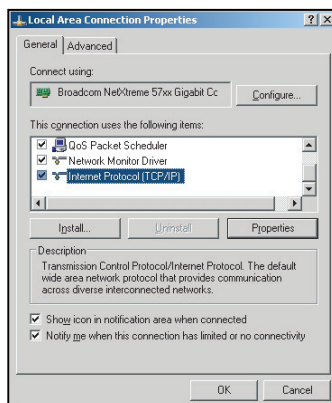 Local Area Connection Properties
General
Advanced
Connect using:
Broadcom NetXtreme 57xx Gigabit Cc
Configure...
This connection uses the following items:
QoS Packet Scheduler
Network Monitor Driver
Internet Protocol (TCP/IP)
Install...
Uninstall
Properties
Description
Transmission Control Protocol/Internet Protocol. The default
wide area network protocol that provides communication
across diverse interconnected networks.
Show icon in notification area when connected
Notify me when this connection has limited or no connectivity
OK
Cancel